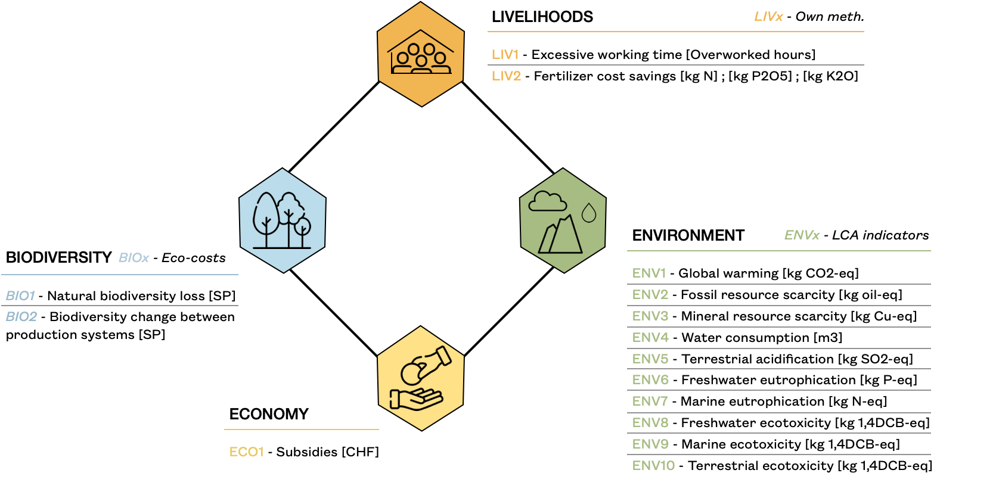 LIVELIHOODS LIVx - Own meth.
LIV1 - Excessive working time [Overworked hours]
LIV2 - Fertilizer cost savings [kg N] ; [kg P2O5] ; [kg K2O]
ENVIRONMENT ENVx - LCA indicators
ENV1 - Global warming [kg CO2-eq]
ENV2 - Fossil resource scarcity [kg oil-eq]
ENV3 - Mineral resource scarcity [kg Cu-eq]
ENV4 - Water consumption [m3]
ENV5 - Terrestrial acidification [kg SO2-eq]
ENV6 - Freshwater eutrophication [kg P-eq]
ENV7 - Marine eutrophication [kg N-eq]
ENV8 - Freshwater ecotoxicity [kg 1,4DCB-eq]
ENV9 - Marine ecotoxicity [kg 1,4DCB-eq]
ENV10 - Terrestrial ecotoxicity [kg 1,4DCB-eq]
BIODIVERSITY BIOx - Eco-costs
BIO1 - Natural biodiversity loss [SP]
BIO2 - Biodiversity change between
production systems [SP]
ECONOMY
ECO1 - Subsidies [CHF]